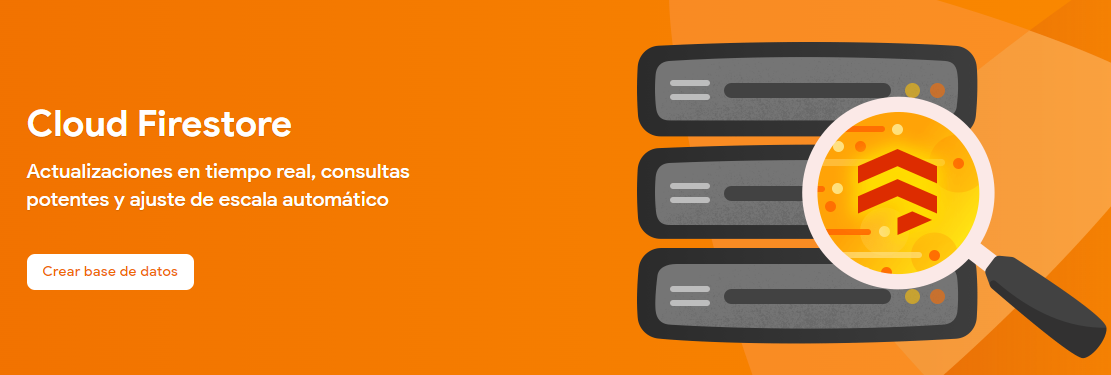 Cloud Firestore
Actualizaciones en tiempo real, consultas
potentes y ajuste de escala automático
Crear base de datos